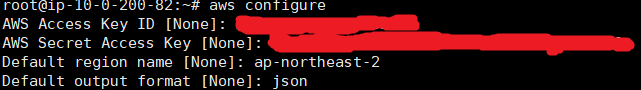 root@ip-10-0-200-82:~# aws configure
AWS Access Key ID [None]:
AWS Secret Access Key [None]:
Default region name [None]: ap-northeast-2
Default output format [None]: json